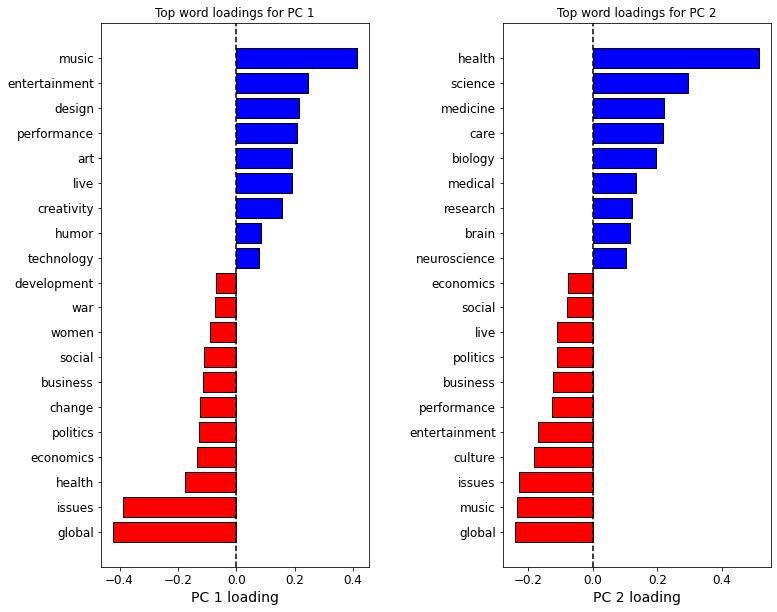 Top word loadings for PC 1
music
entertainment
design
performance
art
live
creativity
humor
technology
development
war
women
social
business
change
politics
economics
health
issues
global
−0.4 −0.2 0.0 0.2 0.4
PC 1 loading
Top word loadings for PC 2
health
science
medicine
care
biology
medical
research
brain
neuroscience
economics
social
live
politics
business
performance
entertainment
culture
issues
music
global
−0.2 0.0 0.2 0.4
PC 2 loading